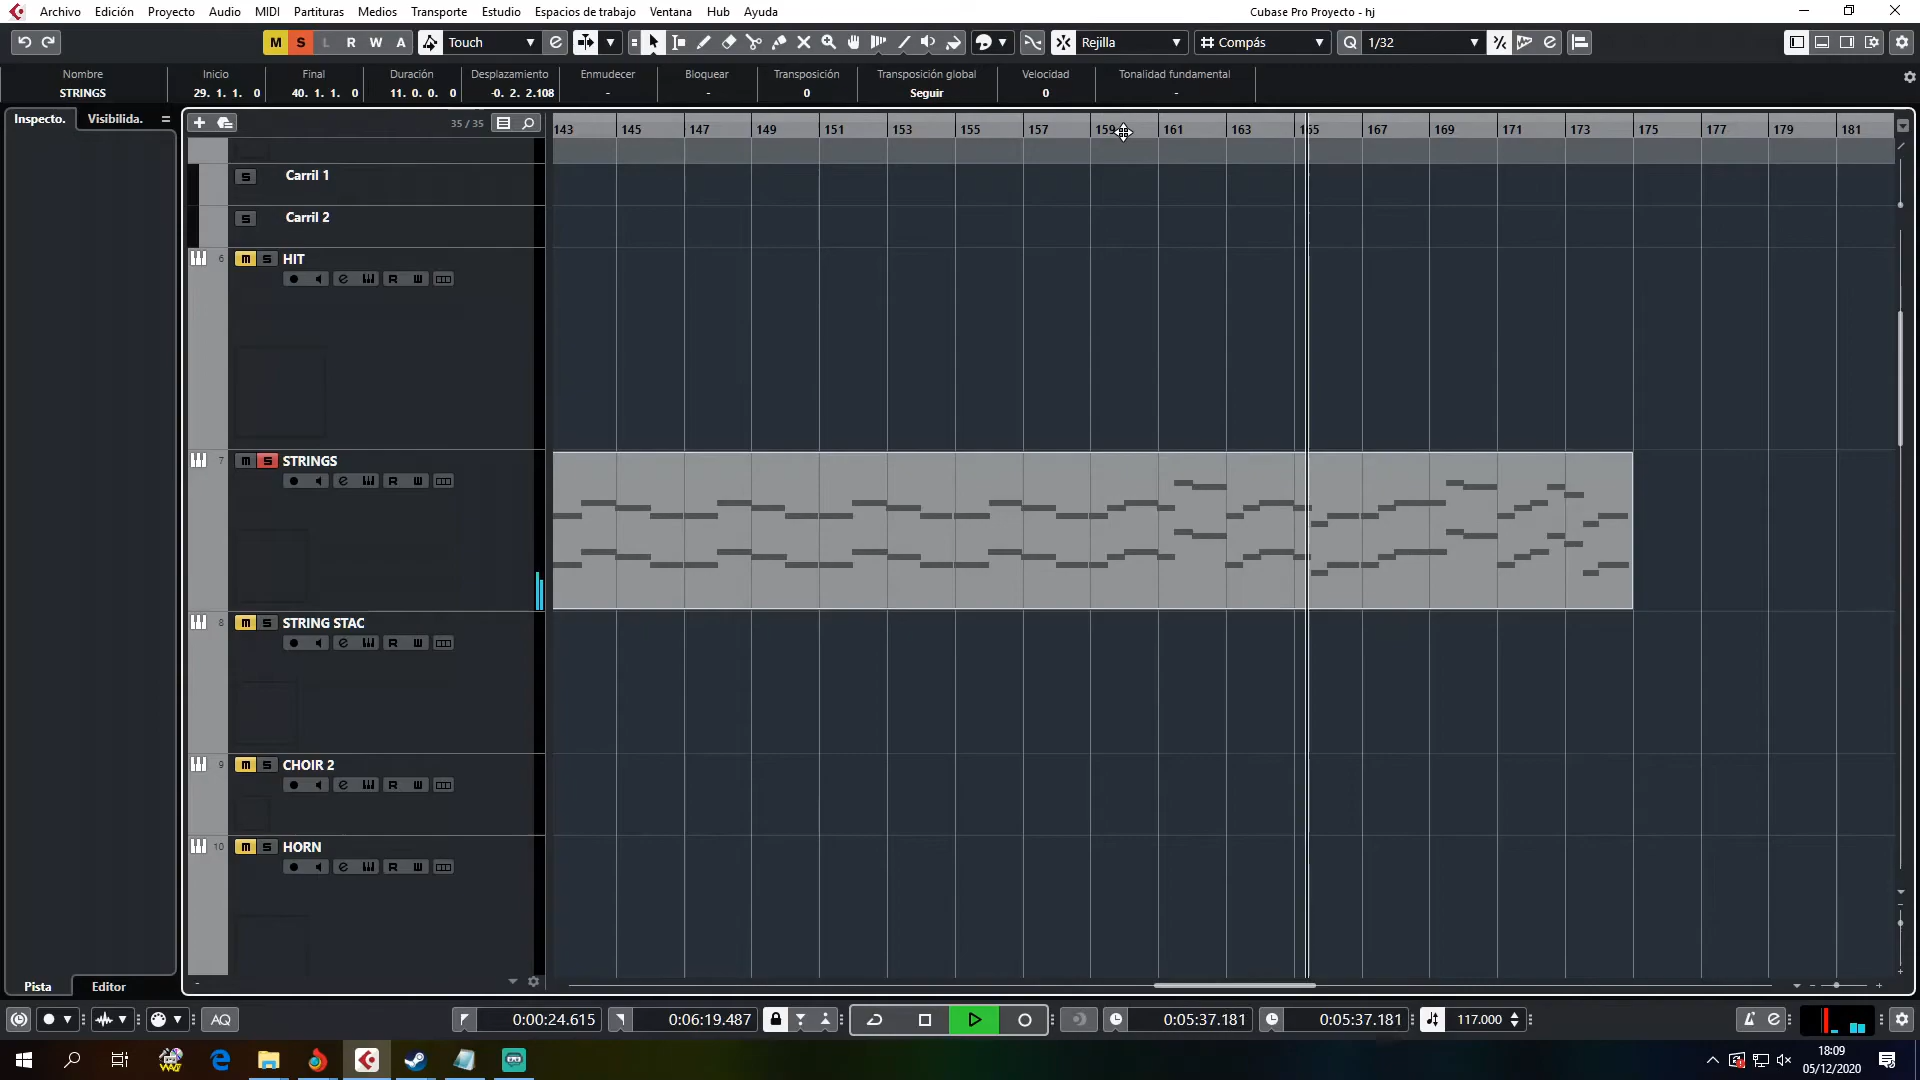 Archivo Edición Proyecto Audio MIDI Partituras Medios Transporte Estudio Espacios de trabajo Ventana Hub Ayuda Cubase Pro Proyecto - hj
M S L R W A Touch Rejilla Compás Q 1/32
Nombre Inicio Final Duración Desplazamiento Enmudecer Bloquear Transposición Transposición global Velocidad Tonalidad fundamental
STRINGS 29. 1. 1. 0 40. 1. 1. 0 11. 0. 0. 0 -0. 2. 2.108 - - 0 Seguir 0 -
Inspecto. Visibilida. 35 / 35
143 145 147 149 151 153 155 157 159 161 163 165 167 169 171 173 175 177 179 181
S Carril 1
S Carril 2
6 m S HIT
R W
7 m S STRINGS
R W
8 m S STRING STAC
R W
9 m S CHOIR 2
R W
10 m S HORN
R W
Pista Editor
AQ 0:00:24.615 0:06:19.487 0:05:37.181 0:05:37.181 117.000
18:09
05/12/2020